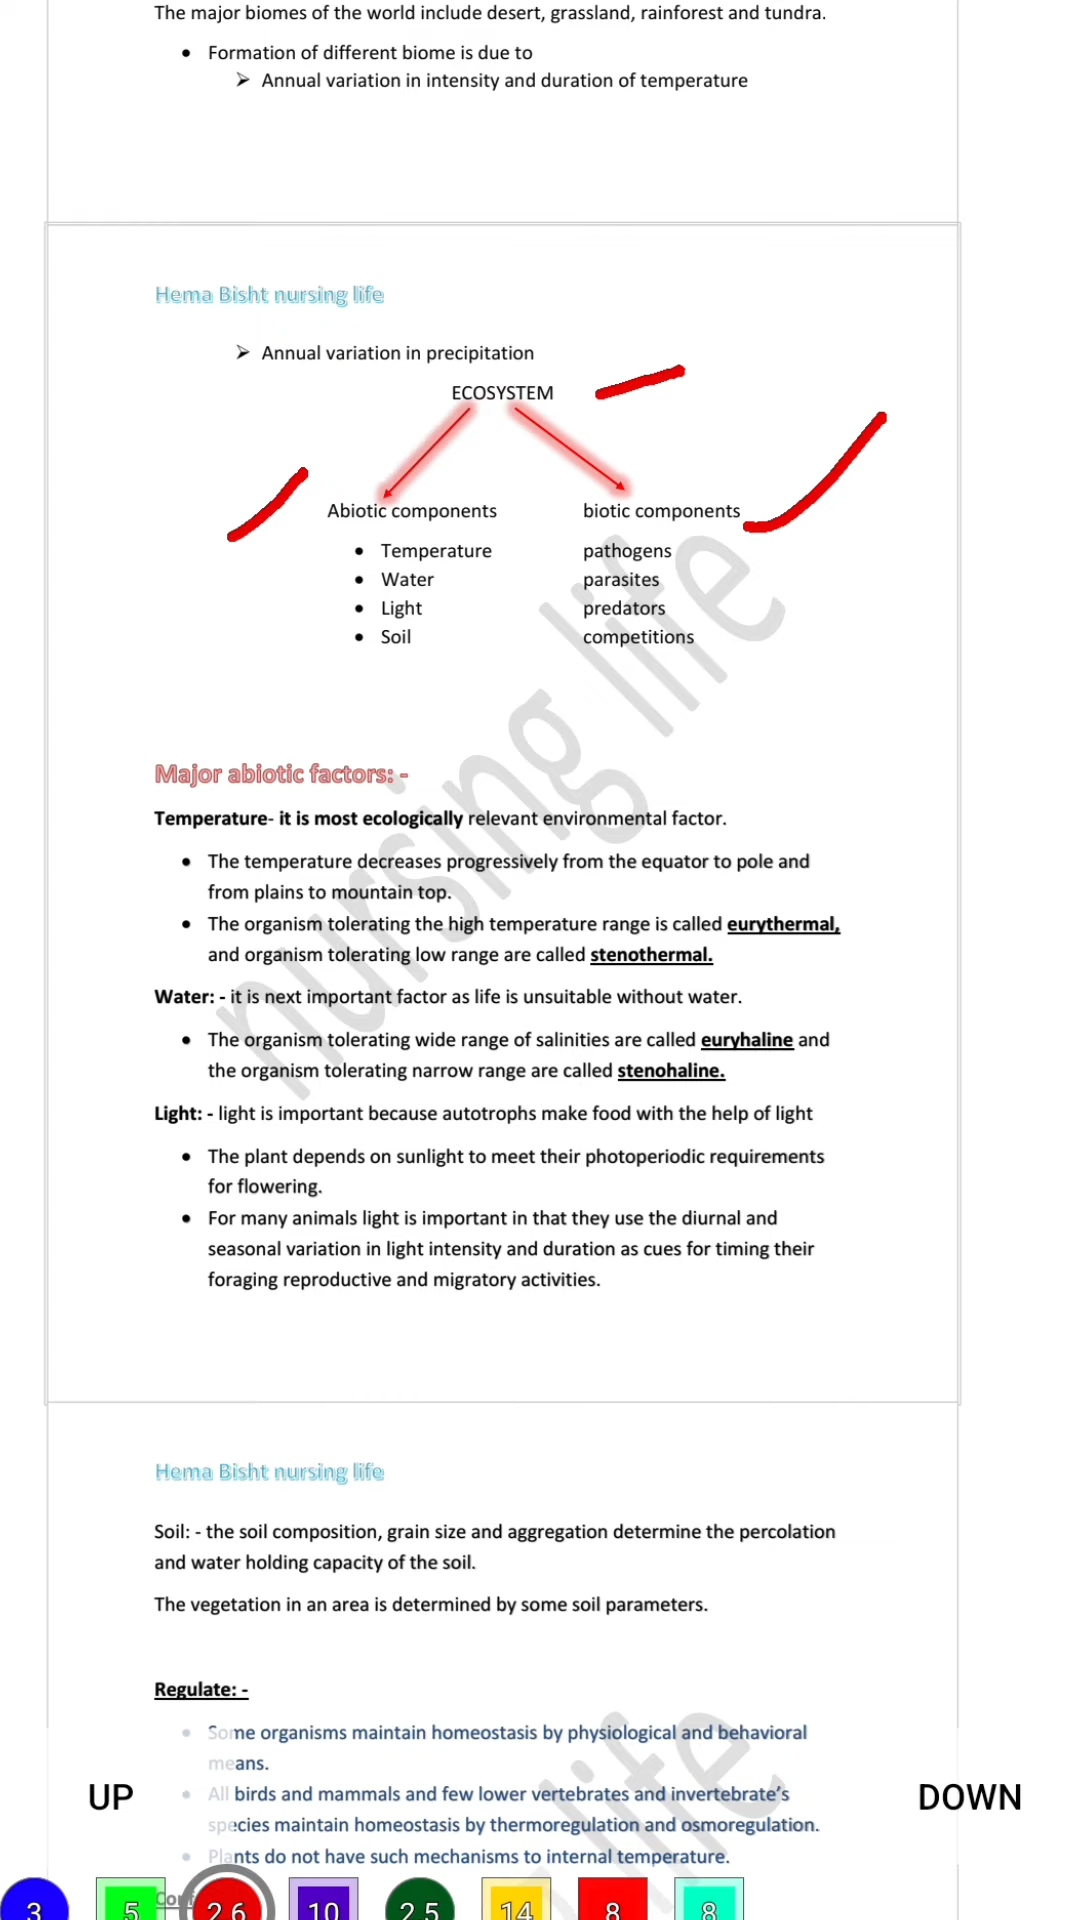 The major biomes of the world include desert, grassland, rainforest and tundra.
• Formation of different biome is due to
➢ Annual variation in intensity and duration of temperature
Hema Bisht nursing life
➢ Annual variation in precipitation
ECOSYSTEM
Abiotic components biotic components
• Temperature pathogens
• Water parasites
• Light predators
• Soil competitions
nursing life
Major abiotic factors: -
Temperature- it is most ecologically relevant environmental factor.
• The temperature decreases progressively from the equator to pole and
from plains to mountain top.
• The organism tolerating the high temperature range is called eurythermal,
and organism tolerating low range are called stenothermal.
Water: - it is next important factor as life is unsuitable without water.
• The organism tolerating wide range of salinities are called euryhaline and
the organism tolerating narrow range are called stenohaline.
Light: - light is important because autotrophs make food with the help of light
• The plant depends on sunlight to meet their photoperiodic requirements
for flowering.
• For many animals light is important in that they use the diurnal and
seasonal variation in light intensity and duration as cues for timing their
foraging reproductive and migratory activities.
Hema Bisht nursing life
Soil: - the soil composition, grain size and aggregation determine the percolation
and water holding capacity of the soil.
The vegetation in an area is determined by some soil parameters.
Regulate: -
• Some organisms maintain homeostasis by physiological and behavioral
means.
• All birds and mammals and few lower vertebrates and invertebrate's
species maintain homeostasis by thermoregulation and osmoregulation.
• Plants do not have such mechanisms to internal temperature.
life
UP DOWN
3 5 2.6 10 2.5 14 8 8